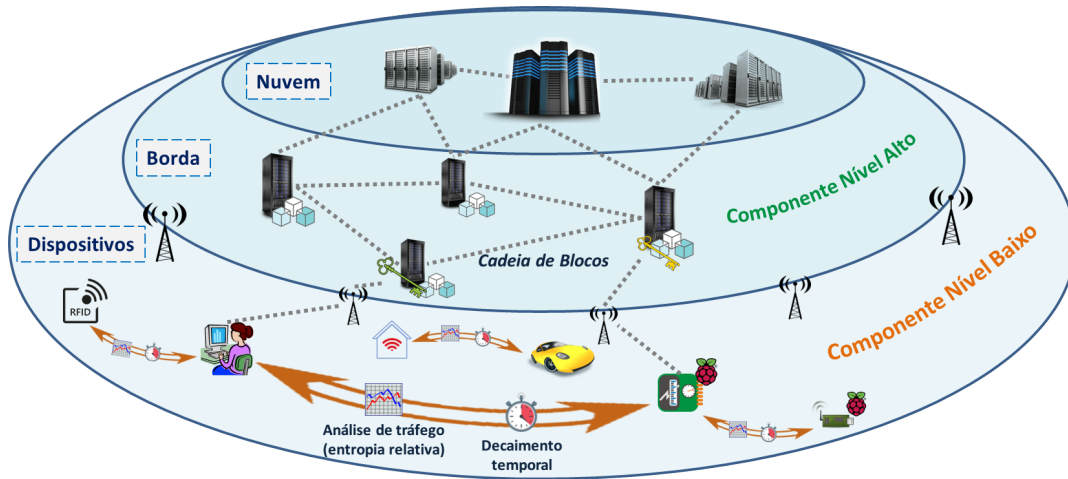 Nuvem
Borda
Componente Nível Alto
Dispositivos
Cadeia de Blocos
Componente Nível Baixo
RFID
Análise de tráfego
(entropia relativa)
Decaimento
temporal